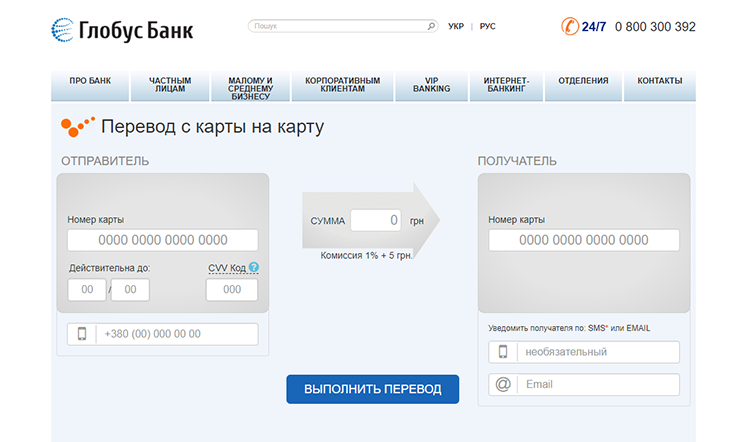 Глобус Банк
Пошук
УКР | РУС
24/7 0 800 300 392
ПРО БАНК
ЧАСТНЫМ
ЛИЦАМ
МАЛОМУ И
СРЕДНЕМУ
БИЗНЕСУ
КОРПОРАТИВНЫМ
КЛИЕНТАМ
VIP
BANKING
ИНТЕРНЕТ-
БАНКИНГ
ОТДЕЛЕНИЯ
КОНТАКТЫ
Перевод с карты на карту
ОТПРАВИТЕЛЬ
Номер карты
0000 0000 0000 0000
Действительна до:
CVV Код ?
00 / 00
000
+380 (00) 000 00 00
СУММА 0 грн
Комиссия 1% + 5 грн.
ВЫПОЛНИТЬ ПЕРЕВОД
ПОЛУЧАТЕЛЬ
Номер карты
0000 0000 0000 0000
Уведомить получателя по: SMS* или EMAIL
необязательный
@ Email